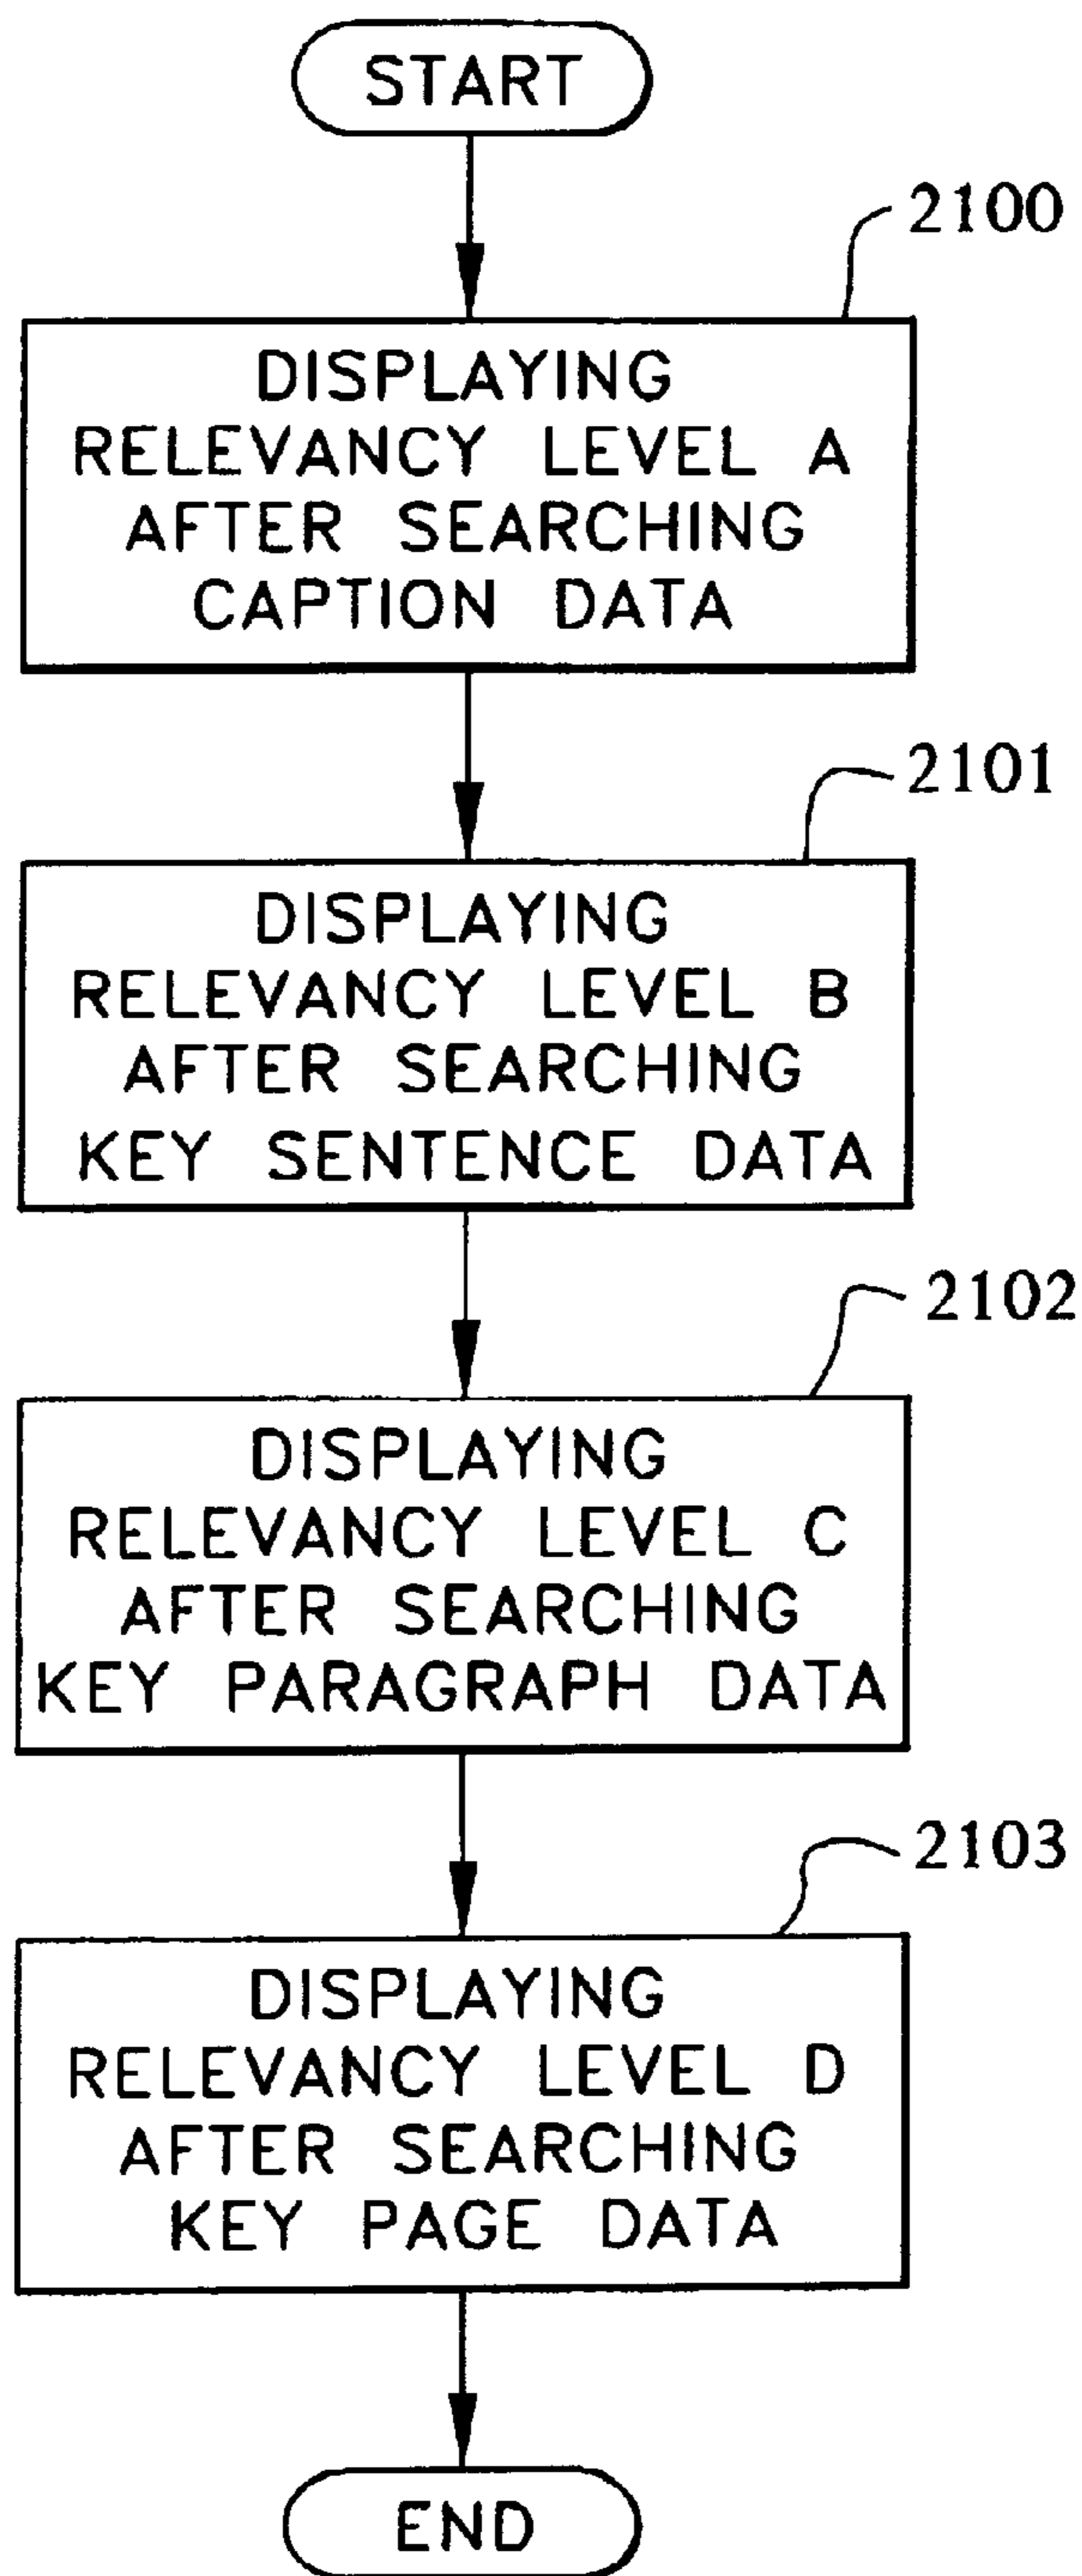 START
2100
DISPLAYING
RELEVANCY LEVEL A
AFTER SEARCHING
CAPTION DATA
2101
DISPLAYING
RELEVANCY LEVEL B
AFTER SEARCHING
KEY SENTENCE DATA
2102
DISPLAYING
RELEVANCY LEVEL C
AFTER SEARCHING
KEY PARAGRAPH DATA
2103
DISPLAYING
RELEVANCY LEVEL D
AFTER SEARCHING
KEY PAGE DATA
END